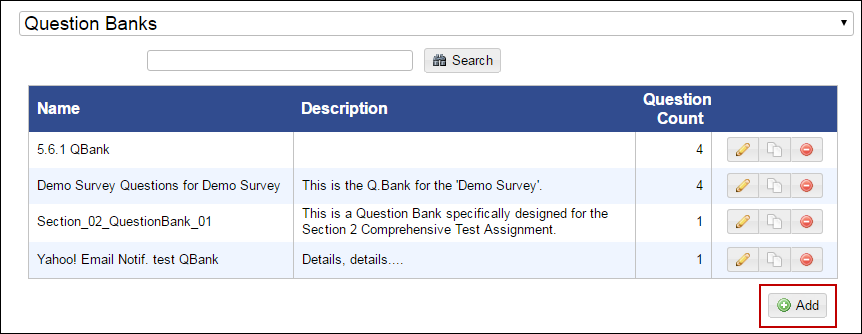 Question Banks
Search
Name Description Question Count
5.6.1 QBank 4
Demo Survey Questions for Demo Survey This is the Q.Bank for the 'Demo Survey'. 4
Section_02_QuestionBank_01 This is a Question Bank specifically designed for the
Section 2 Comprehensive Test Assignment. 1
Yahoo! Email Notif. test QBank Details, details.... 1
Add